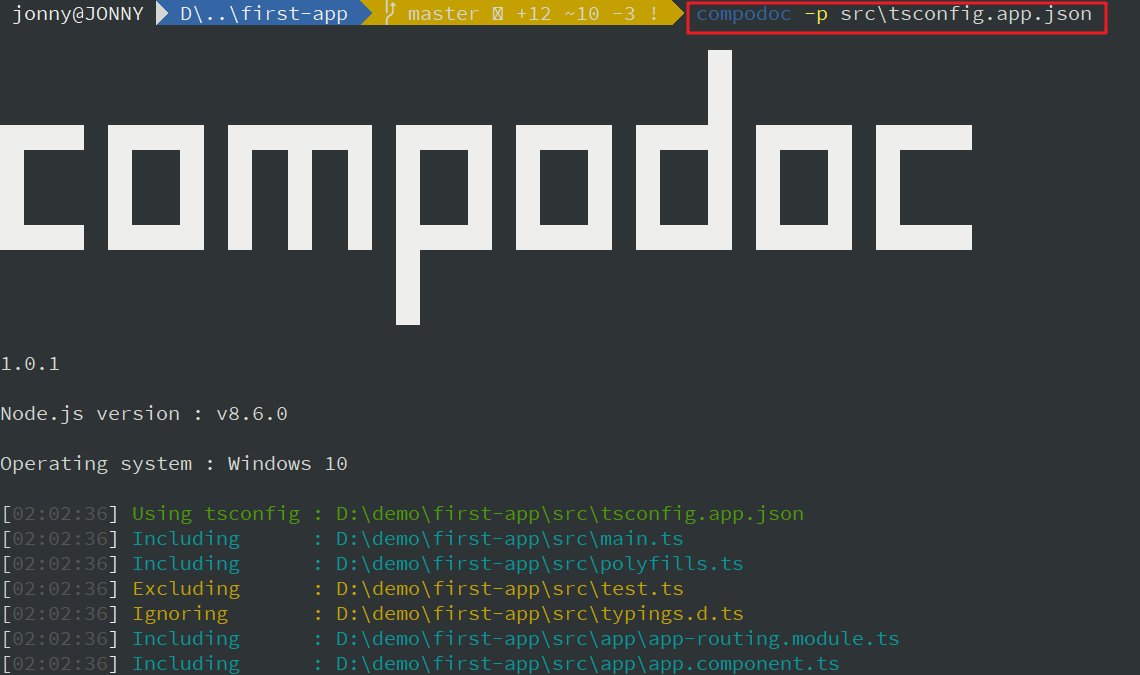 jonny@JONNY D\..\first-app master +12 ~10 -3 ! compodoc -p src\tsconfig.app.json
compodoc
1.0.1
Node.js version : v8.6.0
Operating system : Windows 10
[02:02:36] Using tsconfig : D:\demo\first-app\src\tsconfig.app.json
[02:02:36] Including : D:\demo\first-app\src\main.ts
[02:02:36] Including : D:\demo\first-app\src\polyfills.ts
[02:02:36] Excluding : D:\demo\first-app\src\test.ts
[02:02:36] Ignoring : D:\demo\first-app\src\typings.d.ts
[02:02:36] Including : D:\demo\first-app\src\app\app-routing.module.ts
[02:02:36] Including : D:\demo\first-app\src\app\app.component.ts